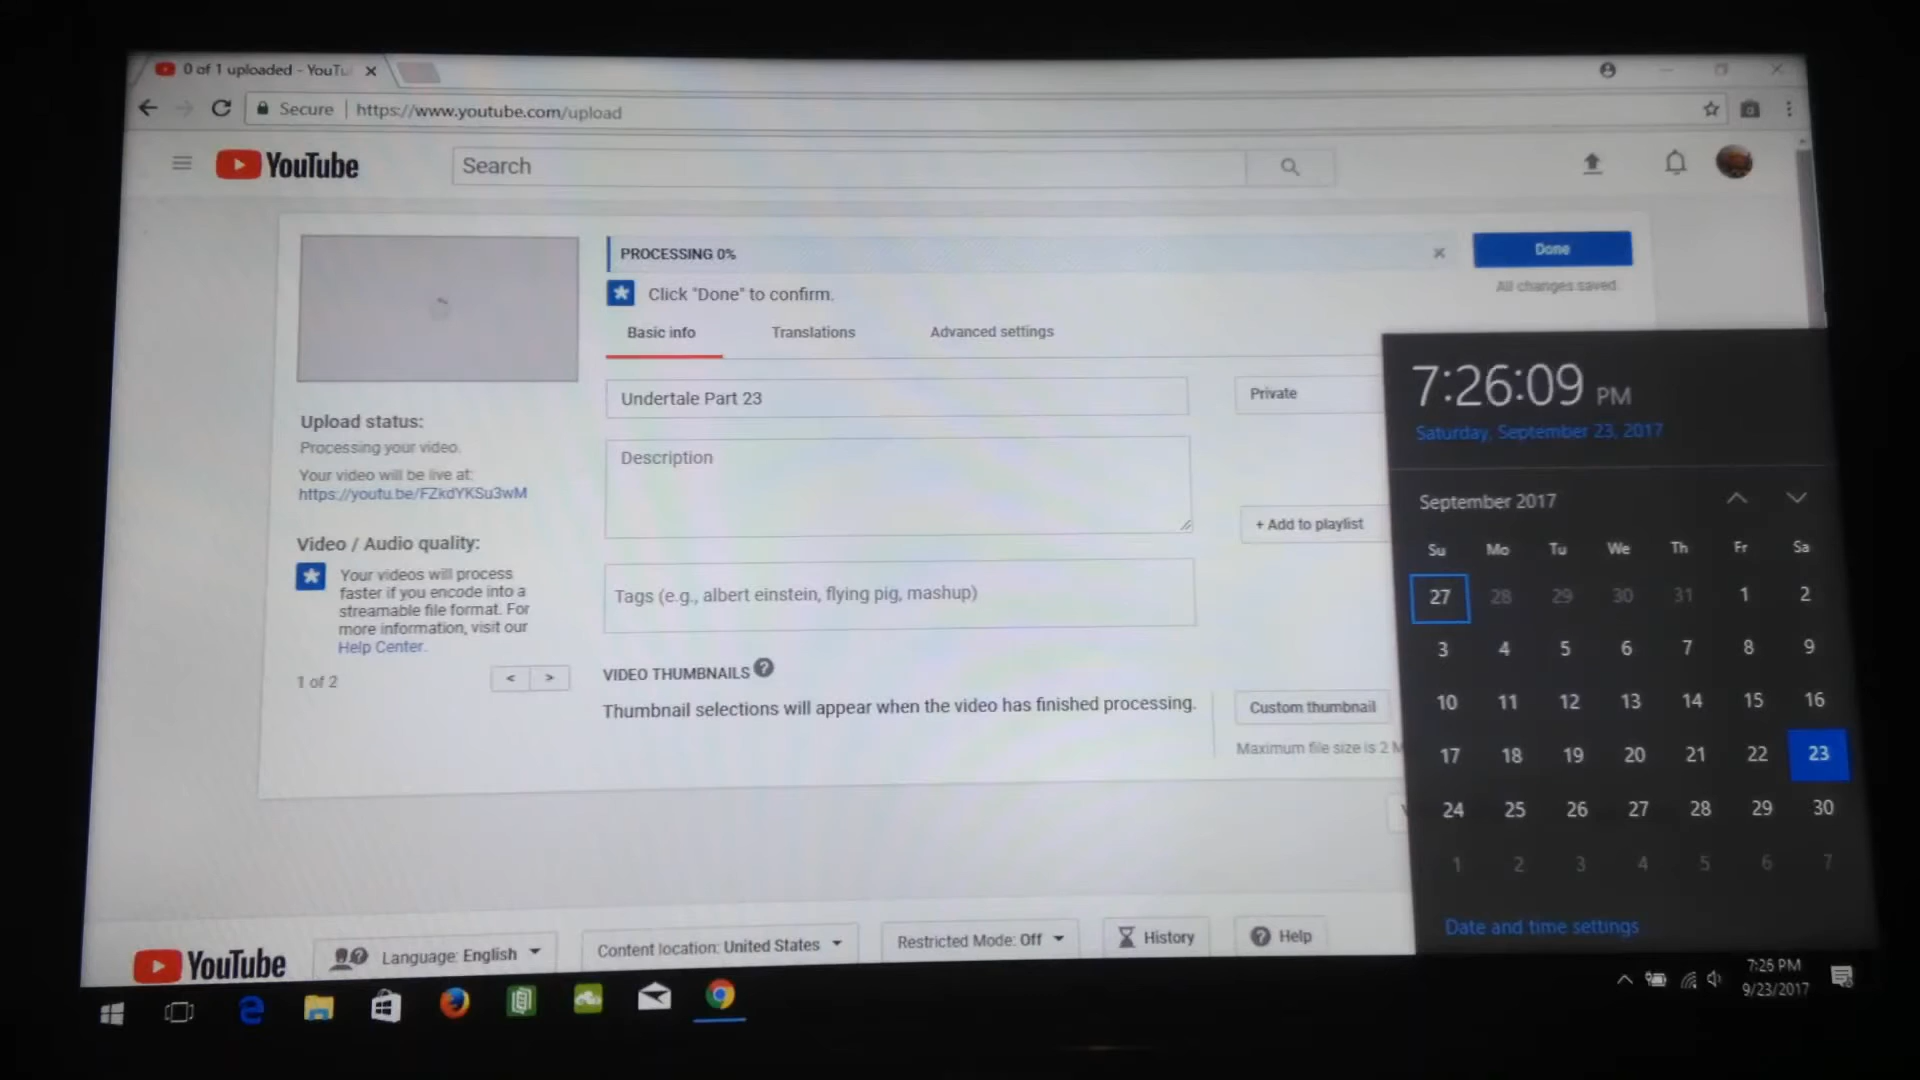 0 of 1 uploaded - YouTu
Secure | https://www.youtube.com/upload
YouTube
Search
PROCESSING 0%
Done
Click "Done" to confirm.
All changes saved.
Basic info
Translations
Advanced settings
Undertale Part 23
Private
Upload status:
Processing your video.
Description
Your video will be live at:
https://youtu.be/FZkdYKSu3wM
+ Add to playlist
Video / Audio quality:
Your videos will process
faster if you encode into a
streamable file format. For
more information, visit our
Help Center.
Tags (e.g., albert einstein, flying pig, mashup)
1 of 2
< >
VIDEO THUMBNAILS ?
Thumbnail selections will appear when the video has finished processing.
Custom thumbnail
Maximum file size is 2 M
7:26:09 PM
Saturday, September 23, 2017
September 2017
Su Mo Tu We Th Fr Sa
27 28 29 30 31 1 2
3 4 5 6 7 8 9
10 11 12 13 14 15 16
17 18 19 20 21 22 23
24 25 26 27 28 29 30
1 2 3 4 5 6 7
Date and time settings
YouTube
Language: English
Content location: United States
Restricted Mode: Off
History
Help
7:25 PM
9/23/2017